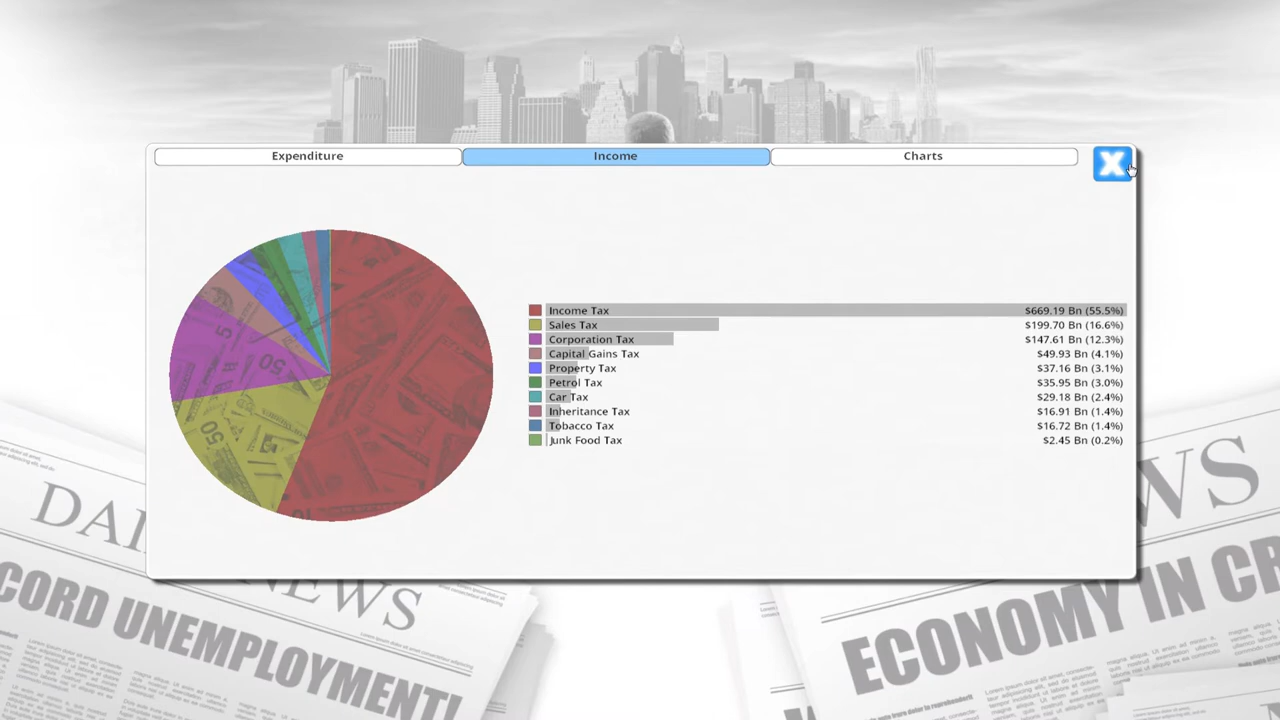 Expenditure
Income
Charts
X
Income Tax $669.19 Bn (55.5%)
Sales Tax $199.70 Bn (16.6%)
Corporation Tax $147.61 Bn (12.3%)
Capital Gains Tax $49.93 Bn (4.1%)
Property Tax $37.16 Bn (3.1%)
Petrol Tax $35.95 Bn (3.0%)
Car Tax $29.18 Bn (2.4%)
Inheritance Tax $16.91 Bn (1.4%)
Tobacco Tax $16.72 Bn (1.4%)
Junk Food Tax $2.45 Bn (0.2%)
NEWS
UNEMPLOYMENT!
ECONOMY IN